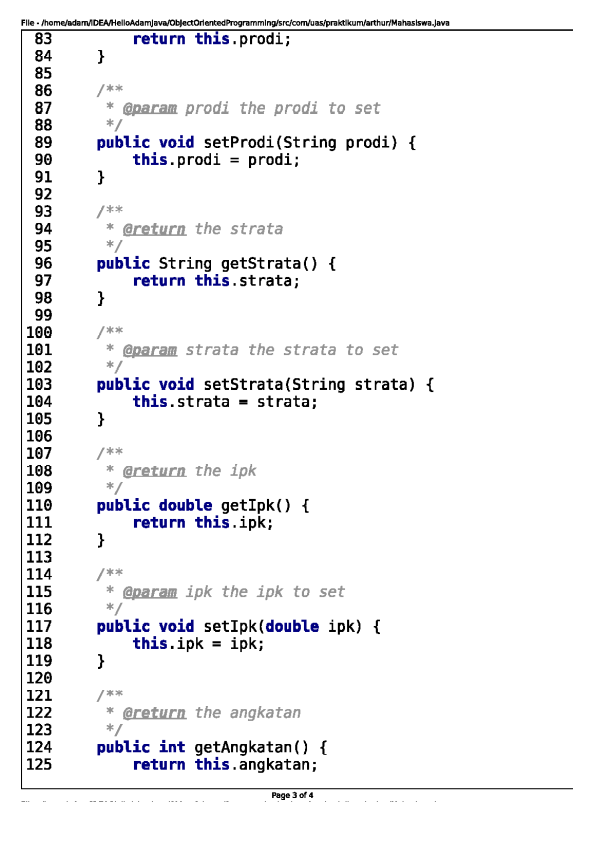 File - /home/adam/IDEA/HelloAdamJava/ObjectOrientedProgramming/src/com/uas/praktikum/arthur/Mahasiswa.java
83         return this.prodi;
84     }
85
86     /**
87      * @param prodi the prodi to set
88      */
89     public void setProdi(String prodi) {
90         this.prodi = prodi;
91     }
92
93     /**
94      * @return the strata
95      */
96     public String getStrata() {
97         return this.strata;
98     }
99
100     /**
101      * @param strata the strata to set
102      */
103     public void setStrata(String strata) {
104         this.strata = strata;
105     }
106
107     /**
108      * @return the ipk
109      */
110     public double getIpk() {
111         return this.ipk;
112     }
113
114     /**
115      * @param ipk the ipk to set
116      */
117     public void setIpk(double ipk) {
118         this.ipk = ipk;
119     }
120
121     /**
122      * @return the angkatan
123      */
124     public int getAngkatan() {
125         return this.angkatan;
Page 3 of 4